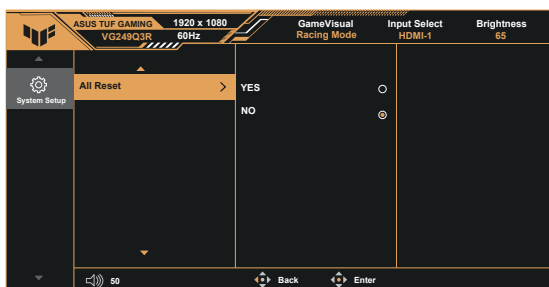 ASUS TUF GAMING 1920 x 1080 GameVisual Input Select Brightness
VG249Q3R 60Hz Racing Mode HDMI-1 65
System Setup
All Reset > YES
NO
50 Back Enter